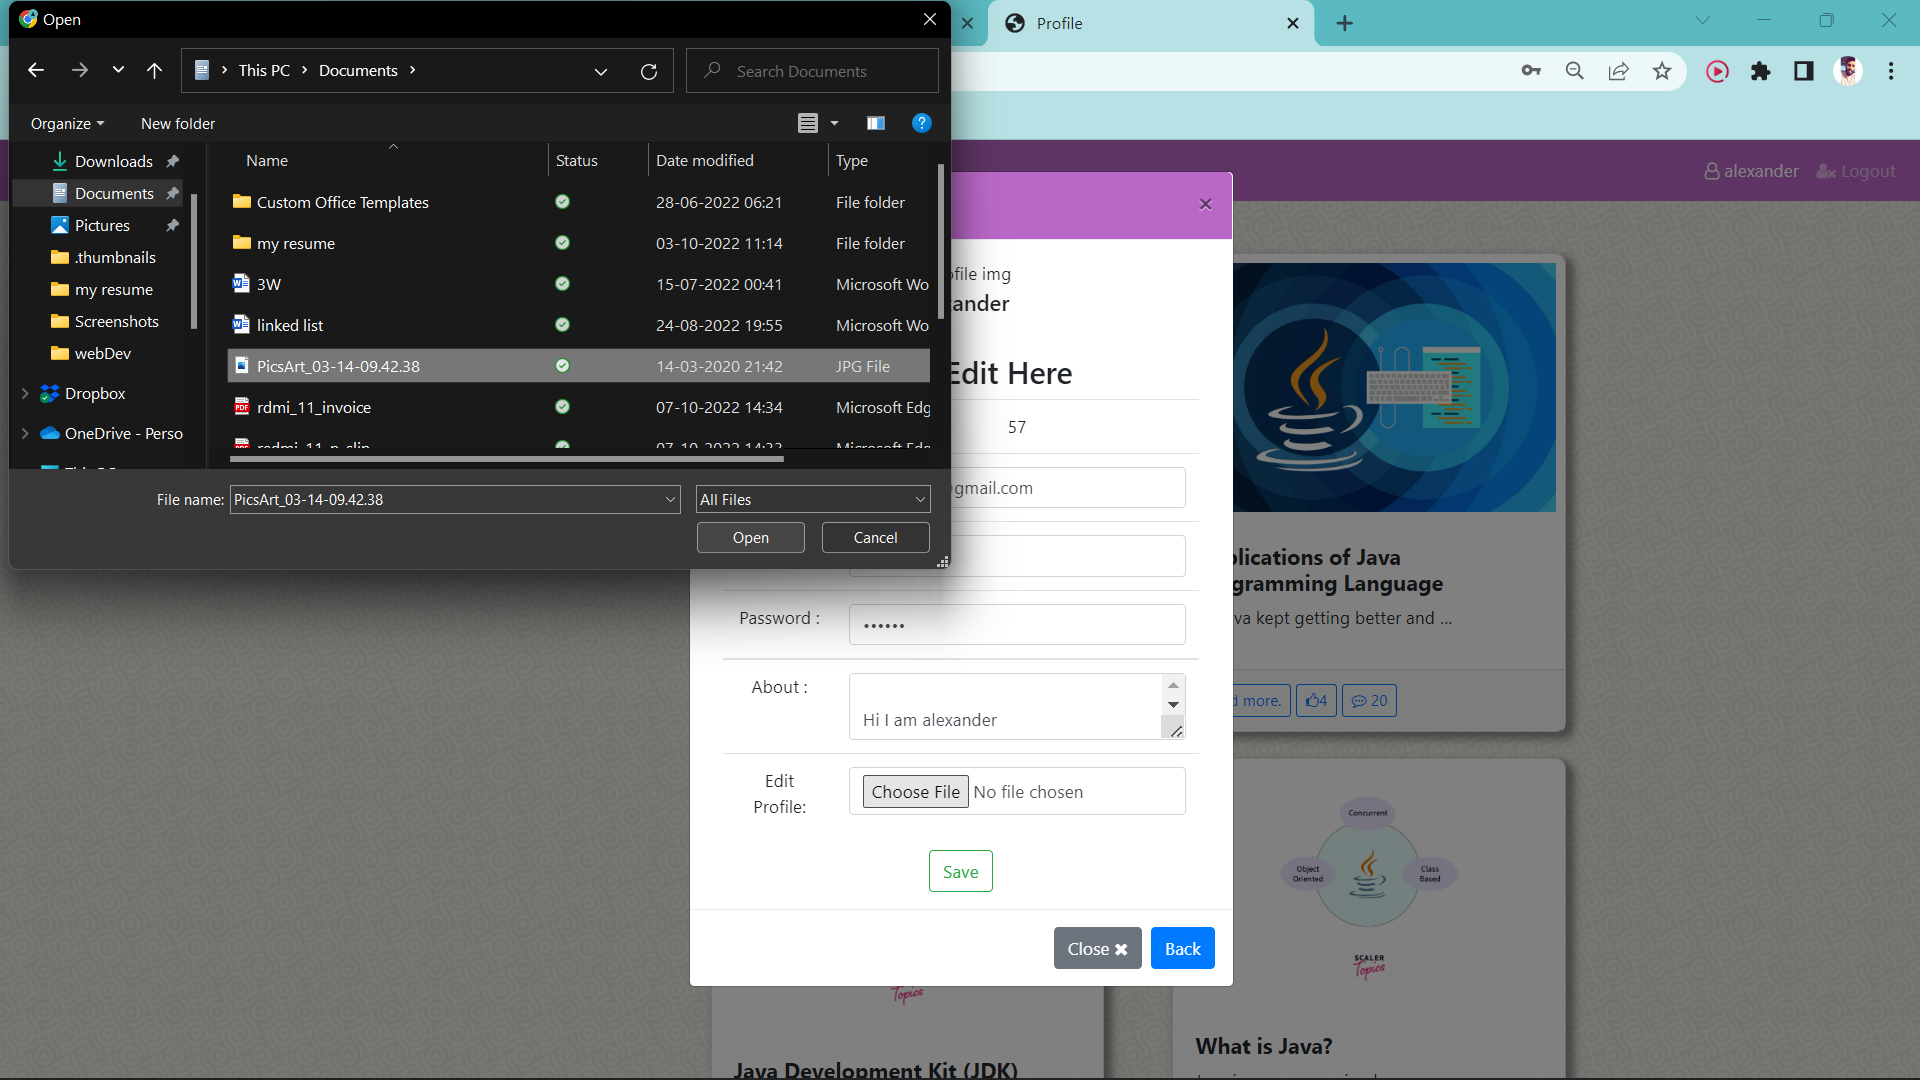 Open
Profile
This PC
Documents
Search Documents
Organize
New folder
Name
Status
Date modified
Type
Downloads
Documents
Pictures
.thumbnails
my resume
Screenshots
webDev
Dropbox
OneDrive - Perso
Custom Office Templates 28-06-2022 06:21 File folder
my resume 03-10-2022 11:14 File folder
3W 15-07-2022 00:41 Microsoft Wo
linked list 24-08-2022 19:55 Microsoft Wo
PicsArt_03-14-09.42.38 14-03-2020 21:42 JPG File
rdmi_11_invoice 07-10-2022 14:34 Microsoft Edg
File name: PicsArt_03-14-09.42.38 All Files
Open Cancel
alexander Logout
file img
ander
Edit Here
57
gmail.com
Password : ••••••
About :
Hi I am alexander
Edit
Profile:
Choose File No file chosen
Save
Close Back
lications of Java
gramming Language
va kept getting better and ...
d more. 4 20
Concurrent
Object
Oriented
Class
Based
SCALER
Topics
What is Java?
Topics
Java Development Kit (JDK)